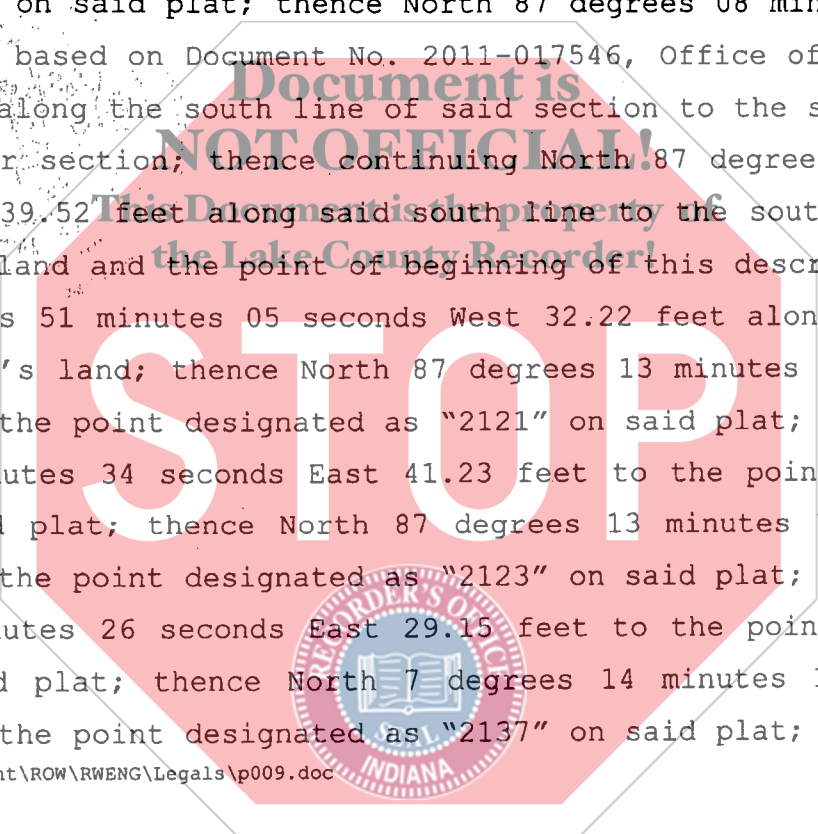 on said plat; thence North 87 degrees 08 min
based on Document No. 2011-017546, Office of
Document is
along the south line of said section to the s
NOT OFFICIAL!
r section; thence continuing North 87 degree
This Document is the property of
39.52 feet along said south line to the sout
the Lake County Recorder!
land and the point of beginning of this descr
s 51 minutes 05 seconds West 32.22 feet alon
STOP
's land; thence North 87 degrees 13 minutes
the point designated as "2121" on said plat;
utes 34 seconds East 41.23 feet to the poin
d plat; thence North 87 degrees 13 minutes
the point designated as "2123" on said plat;
RECORDER'S OFFICE
utes 26 seconds East 29.15 feet to the poin
d plat; thence North 7 degrees 14 minutes 1
SEAL
the point designated as "2137" on said plat;
INDIANA
nt\ROW\RWENG\Legals\p009.doc